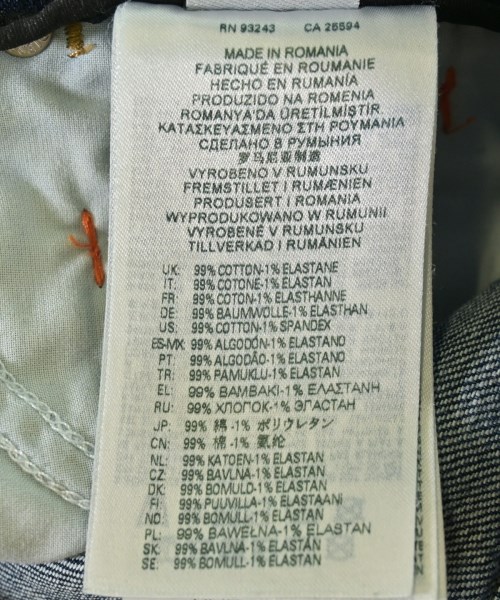 RN 93243 CA 26594
MADE IN ROMANIA
FABRIQUÉ EN ROUMANIE
HECHO EN RUMANÍA
PRODUZIDO NA ROMENIA
ROMANYA'DA ÜRETİLMİŞTİR.
ΚΑΤΑΣΚΕΥΑΣΜΕΝΟ ΣΤΗ ΡΟΥΜΑΝΙΑ
СДЕЛАНО В РУМЫНИЯ
罗马尼亚制造
VYROBENO V RUMUNSKU
FREMSTILLET I RUMÆNIEN
PRODUSERT I ROMANIA
WYPRODUKOWANO W RUMUNII
VYROBENÉ V RUMUNSKU
TILLVERKAD I RUMÄNIEN
UK: 99% COTTON-1% ELASTANE
IT: 99% COTONE-1% ELASTAN
FR: 99% COTON-1% ELASTHANNE
DE: 99% BAUMWOLLE-1% ELASTHAN
US: 99% COTTON-1% SPANDEX
ES-MX: 99% ALGODÓN-1% ELASTANO
PT: 99% ALGODÃO-1% ELASTANO
TR: 99% PAMUKLU-1% ELASTAN
EL: 99% ΒΑΜΒΑΚΙ-1% ΕΛΑΣΤΑΝΗ
RU: 99% ХЛОПОК-1% ЭЛАСТАН
JP: 99% 綿 -1% ポリウレタン
CN: 99% 棉 -1% 氨纶
NL: 99% KATOEN-1% ELASTAN
CZ: 99% BAVLNA-1% ELASTAN
DK: 99% BOMULD-1% ELASTAN
FI: 99% PUUVILLA-1% ELASTAANI
NO: 99% BOMULL-1% ELASTAN
PL: 99% BAWEŁNA-1% ELASTAN
SK: 99% BAVLNA-1% ELASTAN
SE: 99% BOMULL-1% ELASTAN